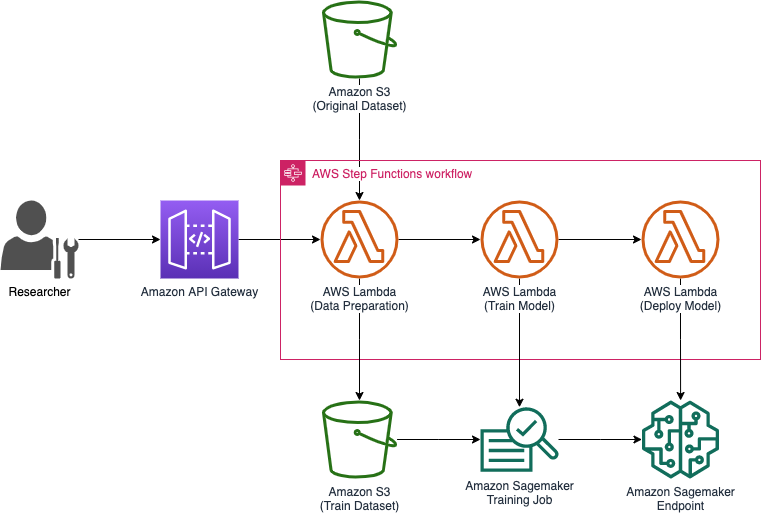 Amazon S3
(Original Dataset)
AWS Step Functions workflow
</>
Researcher
Amazon API Gateway
AWS Lambda
(Data Preparation)
AWS Lambda
(Train Model)
AWS Lambda
(Deploy Model)
Amazon S3
(Train Dataset)
Amazon Sagemaker
Training Job
Amazon Sagemaker
Endpoint